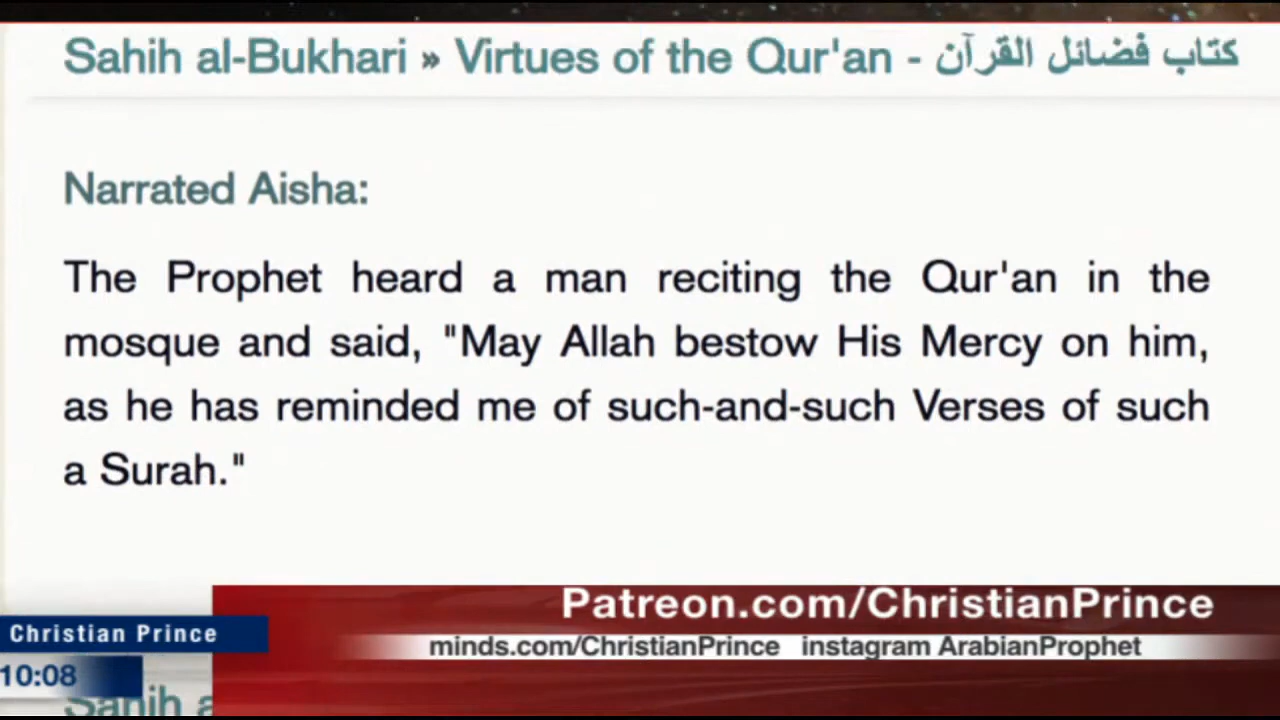 Sahih al-Bukhari » Virtues of the Qur'an - كتاب فضائل القرآن
Narrated Aisha:
The Prophet heard a man reciting the Qur'an in the
mosque and said, "May Allah bestow His Mercy on him,
as he has reminded me of such-and-such Verses of such
a Surah."
Patreon.com/ChristianPrince
Christian Prince
minds.com/ChristianPrince instagram ArabianProphet
10:08
Sahih a